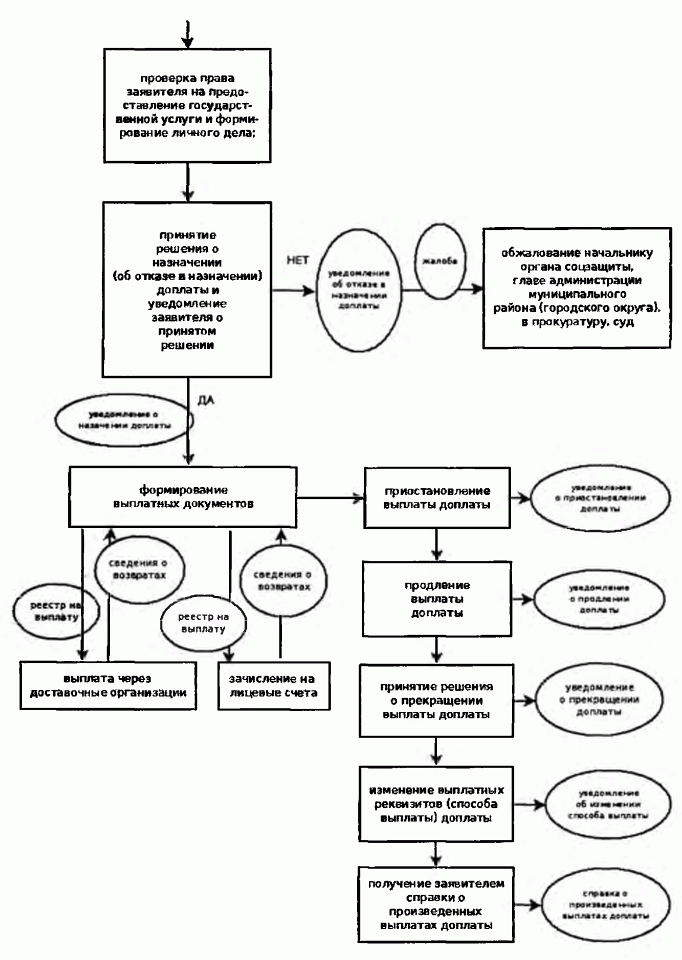 проверка права
заявителя на предо-
ставление государст-
венной услуги и форми-
рование личного дела;
принятие
решения о
назначении
(об отказе в назначении)
доплаты и
уведомление
заявителя о
принятом
решении
НЕТ
уведомление
об отказе в
назначении
доплаты
жалоба
обжалование начальнику
органа соцзащиты,
главе администрации
муниципального
района (городского округа),
в прокуратуру, суд
ДА
уведомление о
назачении доплаты
формирование
выплатных документов
приостановление
выплаты доплаты
уведомление
о приостановлении
доплаты
сведения о
возвратах
сведения о
возвратах
реестр на
выплату
реестр на
выплату
продление
выплаты
доплаты
уведомление
о продлении
доплаты
выплата через
доставочные организации
зачисление на
лицевые счета
принятие решения
о прекращении
выплаты доплаты
уведомление
о прекращении
доплаты
изменение выплатных
реквизитов (способа
выплаты) доплаты
уведомление
об изменении
способа выплаты
получение заявителем
справки о
произведенных
выплатах доплаты
справка о
произведенных
выплатах доплаты